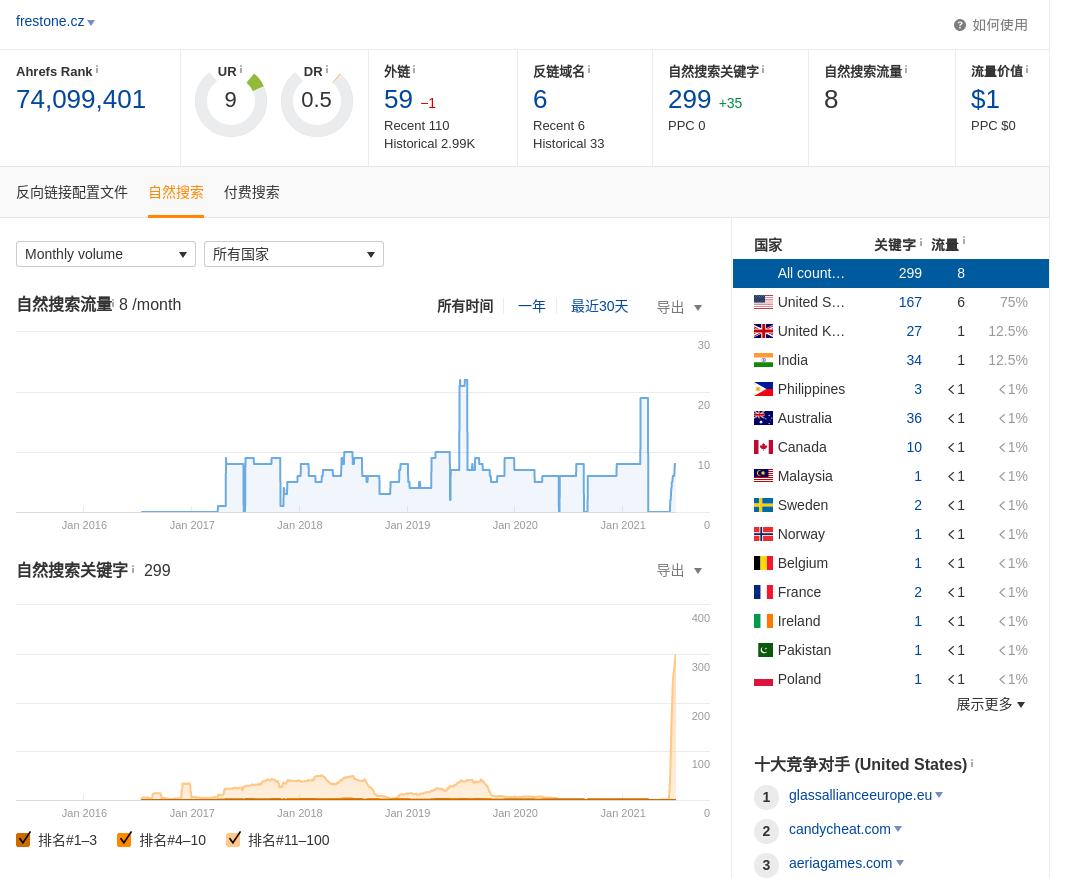 frestone.cz
如何使用
Ahrefs Rank
74,099,401
UR
9
DR
0.5
外链
59 −1
Recent 110
Historical 2.99K
反链域名
6
Recent 6
Historical 33
自然搜索关键字
299 +35
PPC 0
自然搜索流量
8
流量价值
$1
PPC $0
反向链接配置文件 自然搜索 付费搜索
Monthly volume 所有国家
自然搜索流量 8 /month
所有时间 一年 最近30天 导出
30
20
10
Jan 2016 Jan 2017 Jan 2018 Jan 2019 Jan 2020 Jan 2021 0
自然搜索关键字 299
导出
400
300
200
100
Jan 2016 Jan 2017 Jan 2018 Jan 2019 Jan 2020 Jan 2021 0
排名#1–3 排名#4–10 排名#11–100
国家 关键字 流量
All count... 299 8
United S... 167 6 75%
United K... 27 1 12.5%
India 34 1 12.5%
Philippines 3 <1 <1%
Australia 36 <1 <1%
Canada 10 <1 <1%
Malaysia 1 <1 <1%
Sweden 2 <1 <1%
Norway 1 <1 <1%
Belgium 1 <1 <1%
France 2 <1 <1%
Ireland 1 <1 <1%
Pakistan 1 <1 <1%
Poland 1 <1 <1%
展示更多
十大竞争对手 (United States)
1 glassallianceeurope.eu
2 candycheat.com
3 aeriagames.com